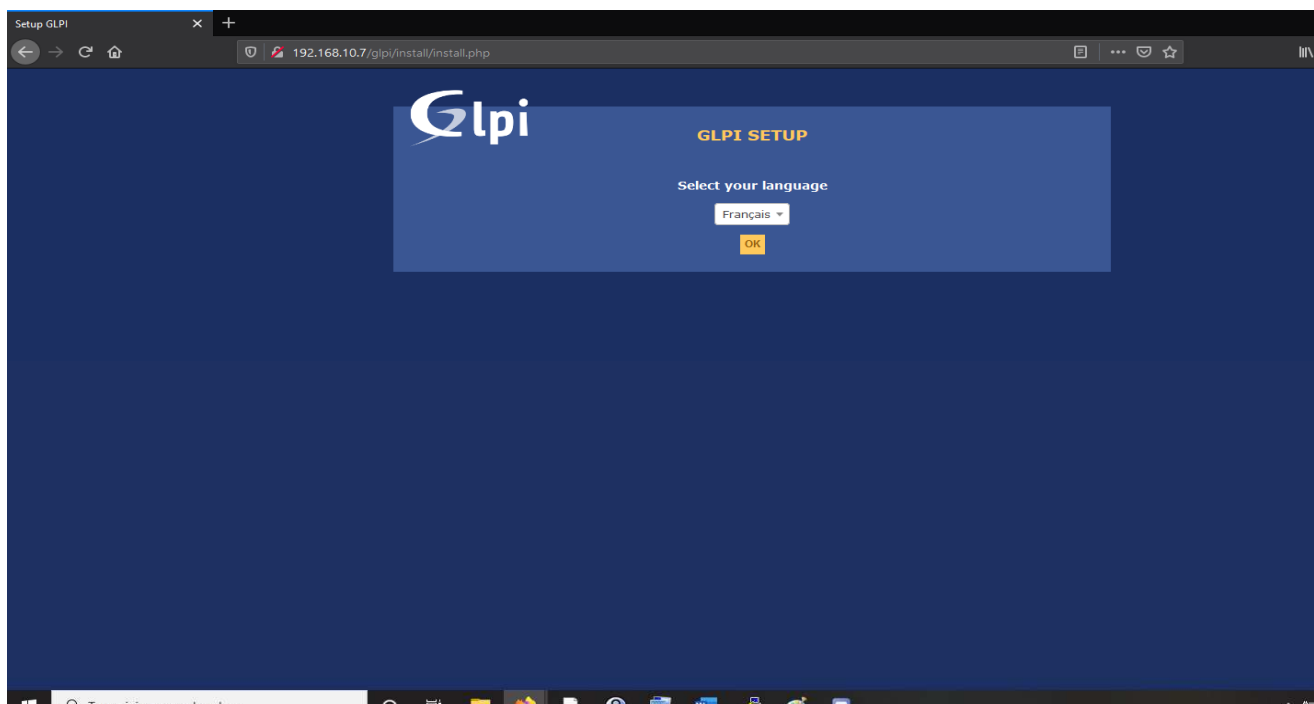 Setup GLPI
192.168.10.7/glpi/install/install.php
Glpi
GLPI SETUP
Select your language
Français
OK